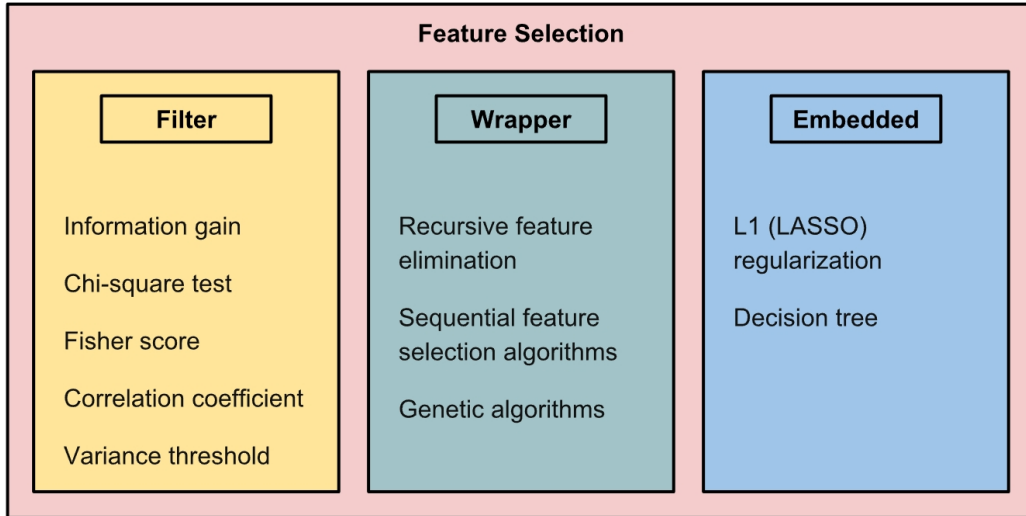 Feature Selection
Filter
Information gain
Chi-square test
Fisher score
Correlation coefficient
Variance threshold
Wrapper
Recursive feature
elimination
Sequential feature
selection algorithms
Genetic algorithms
Embedded
L1 (LASSO)
regularization
Decision tree